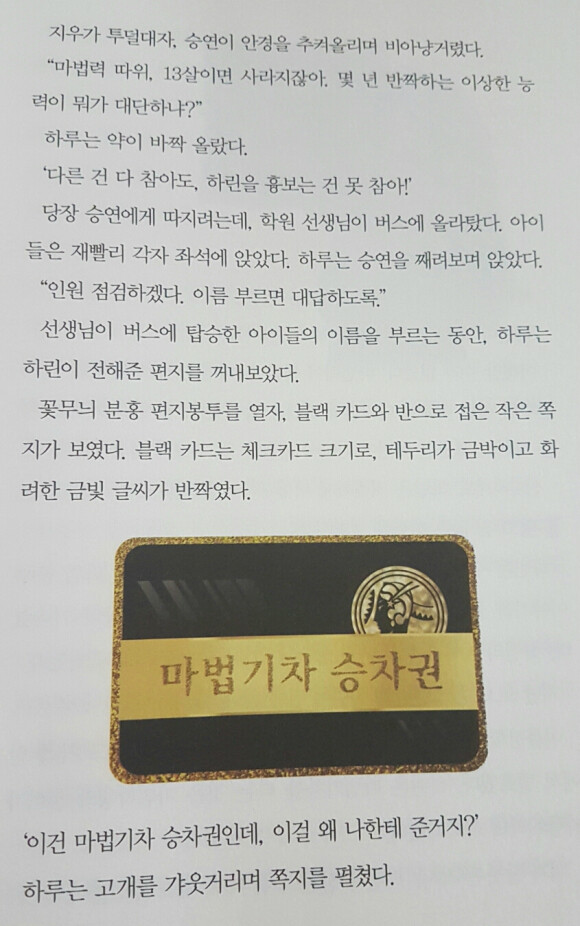 지우가 투덜대자, 승연이 안경을 추켜올리며 비아냥거렸다.
“마법력 따위, 13살이면 사라지잖아. 몇 년 반짝하는 이상한 능
력이 뭐가 대단하냐?”
하루는 약이 바짝 올랐다.
‘다른 건 다 참아도, 하린을 흉보는 건 못 참아!’
당장 승연에게 따지려는데, 학원 선생님이 버스에 올라탔다. 아이
들은 재빨리 각자 좌석에 앉았다. 하루는 승연을 째려보며 앉았다.
“인원 점검하겠다. 이름 부르면 대답하도록.”
선생님이 버스에 탑승한 아이들의 이름을 부르는 동안, 하루는
하린이 전해준 편지를 꺼내보았다.
꽃무늬 분홍 편지봉투를 열자, 블랙 카드와 반으로 접은 작은 쪽
지가 보였다. 블랙 카드는 체크카드 크기로, 테두리가 금박이고 화
려한 금빛 글씨가 반짝였다.
마법기차 승차권
‘이건 마법기차 승차권인데, 이걸 왜 나한테 준거지?’
하루는 고개를 갸웃거리며 쪽지를 펼쳤다.